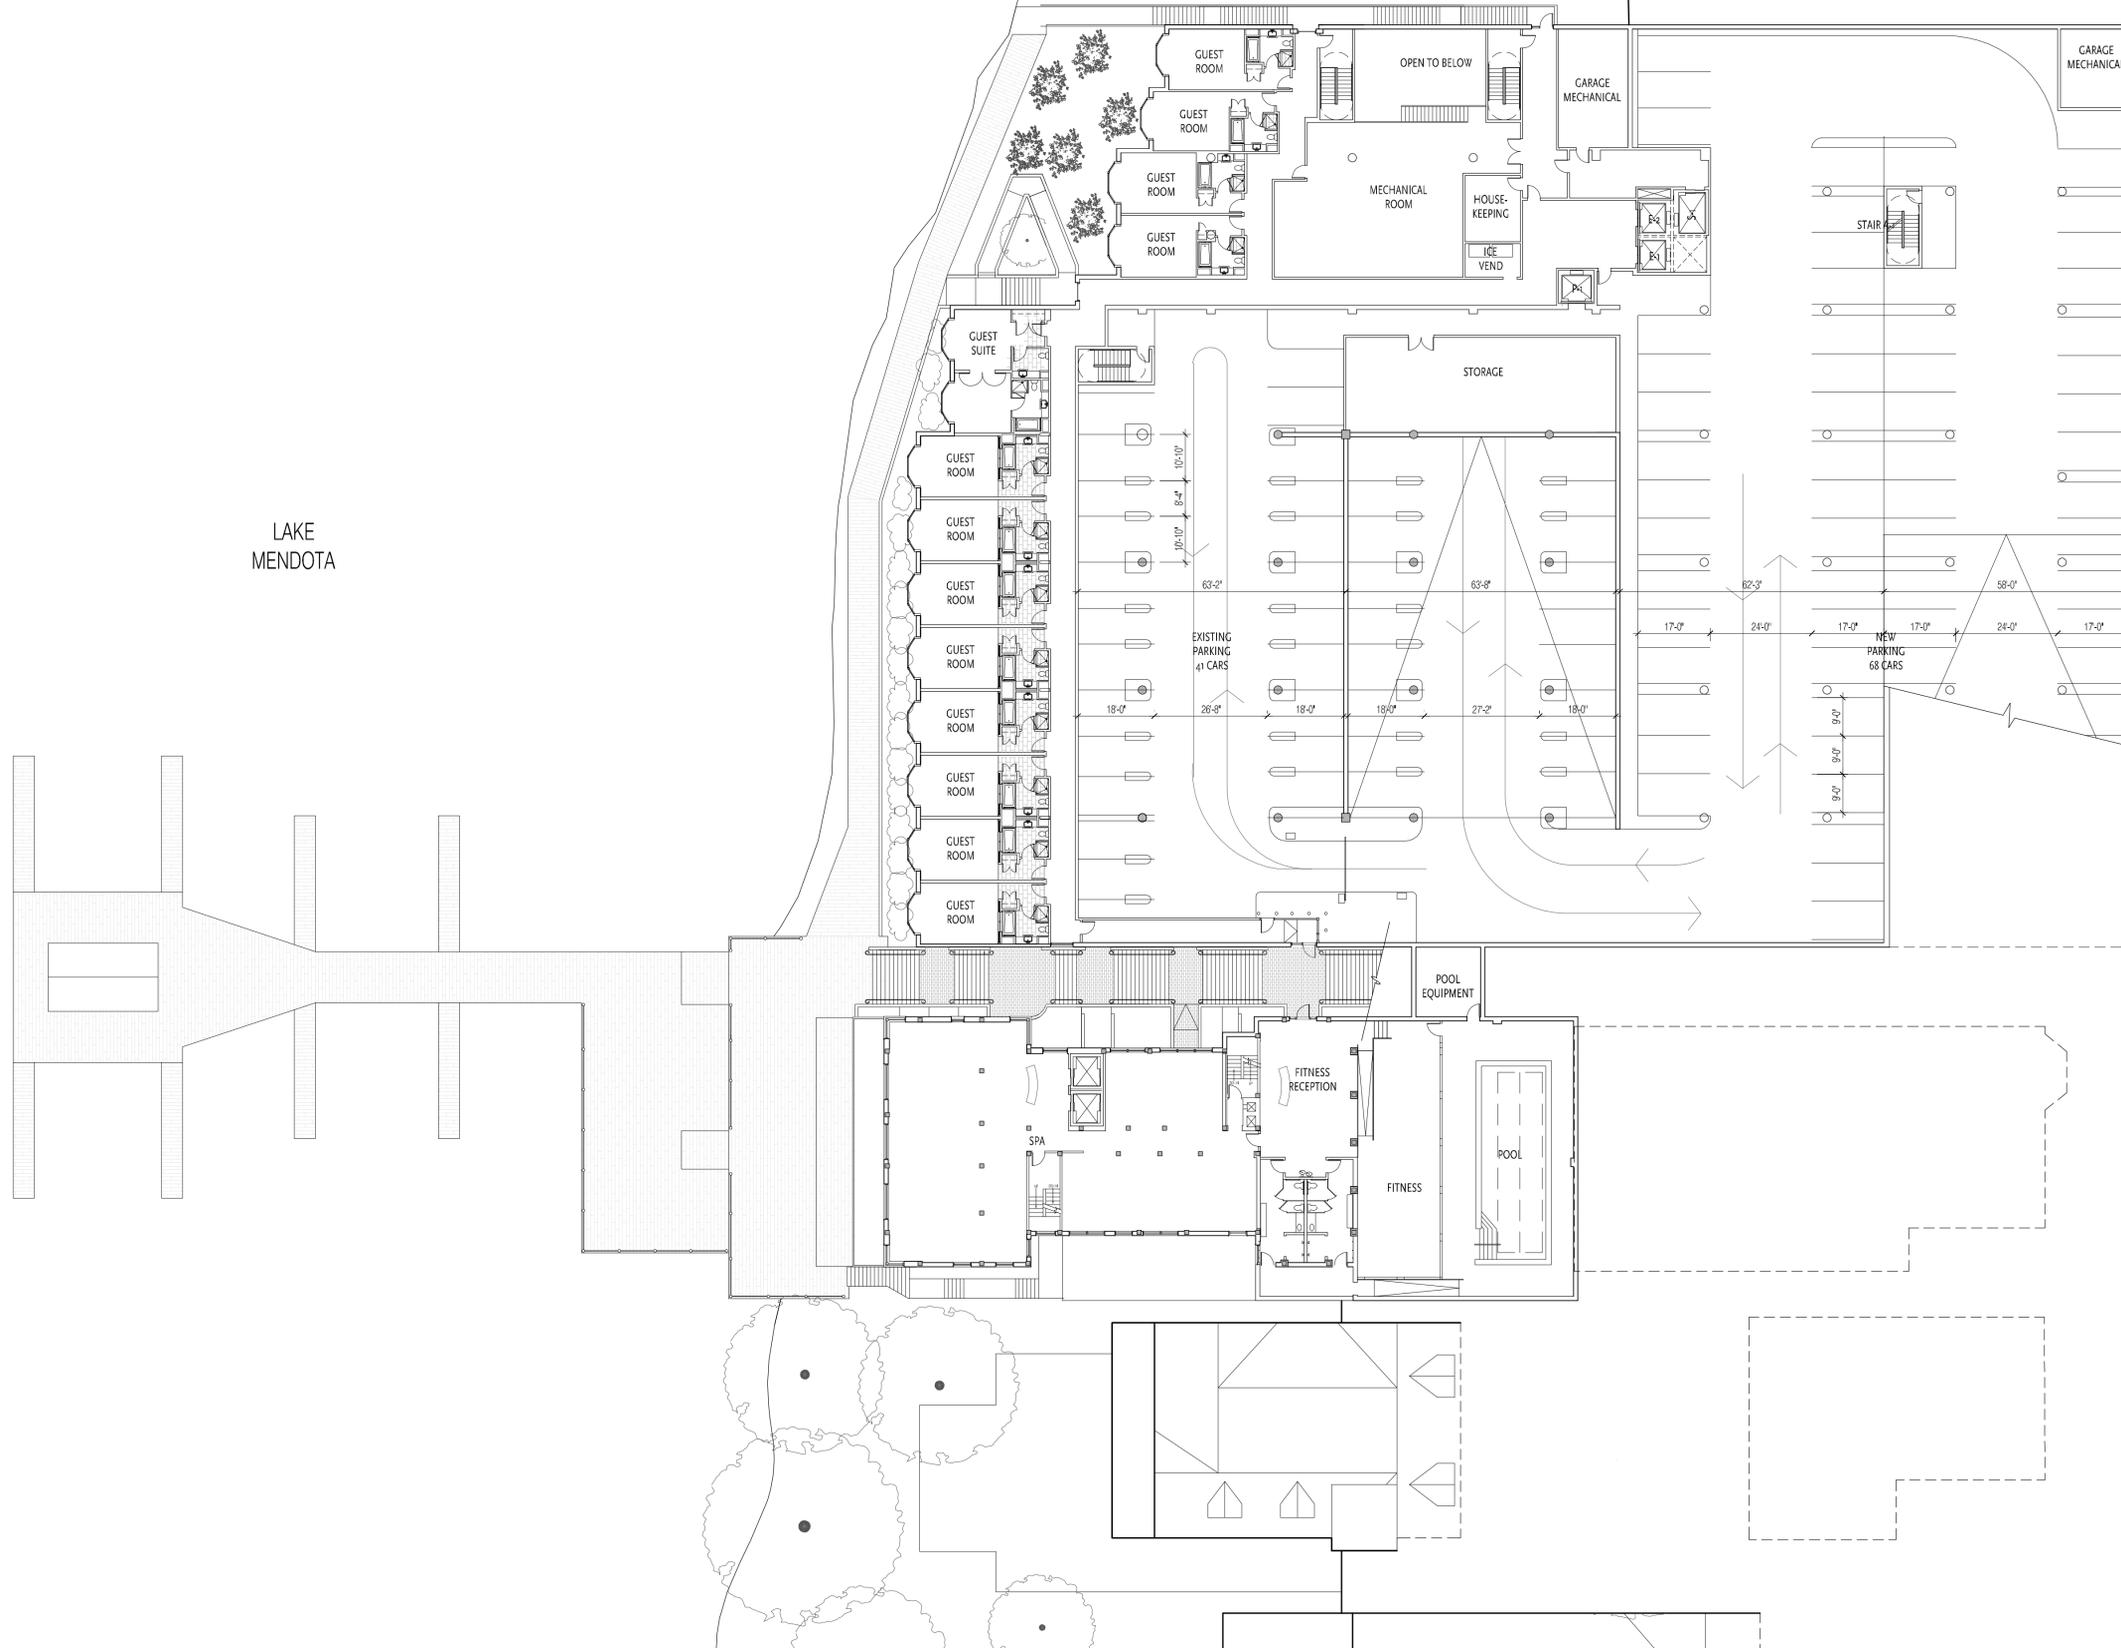 GUEST
ROOM
OPEN TO BELOW
GARAGE
MECHANICAL
GARAGE
MECHANICAL
GUEST
ROOM
GUEST
ROOM
MECHANICAL
ROOM
HOUSE-
KEEPING
E-2
S-1
STAIR
GUEST
ROOM
ICE
VEND
E-1
P-1
GUEST
SUITE
STORAGE
GUEST
ROOM
10'-10"
8'-4"
10'-10"
LAKE
MENDOTA
GUEST
ROOM
GUEST
ROOM
63'-2"
63'-8"
62'-3"
58'-0"
17'-0"
24'-0"
17'-0"
17'-0"
24'-0"
17'-0"
EXISTING
PARKING
41 CARS
NEW
PARKING
68 CARS
GUEST
ROOM
GUEST
ROOM
18'-0"
26'-8"
18'-0"
18'-0"
27'-2"
18'-0"
9'-0"
9'-0"
9'-0"
GUEST
ROOM
GUEST
ROOM
GUEST
ROOM
POOL
EQUIPMENT
FITNESS
RECEPTION
SPA
POOL
FITNESS